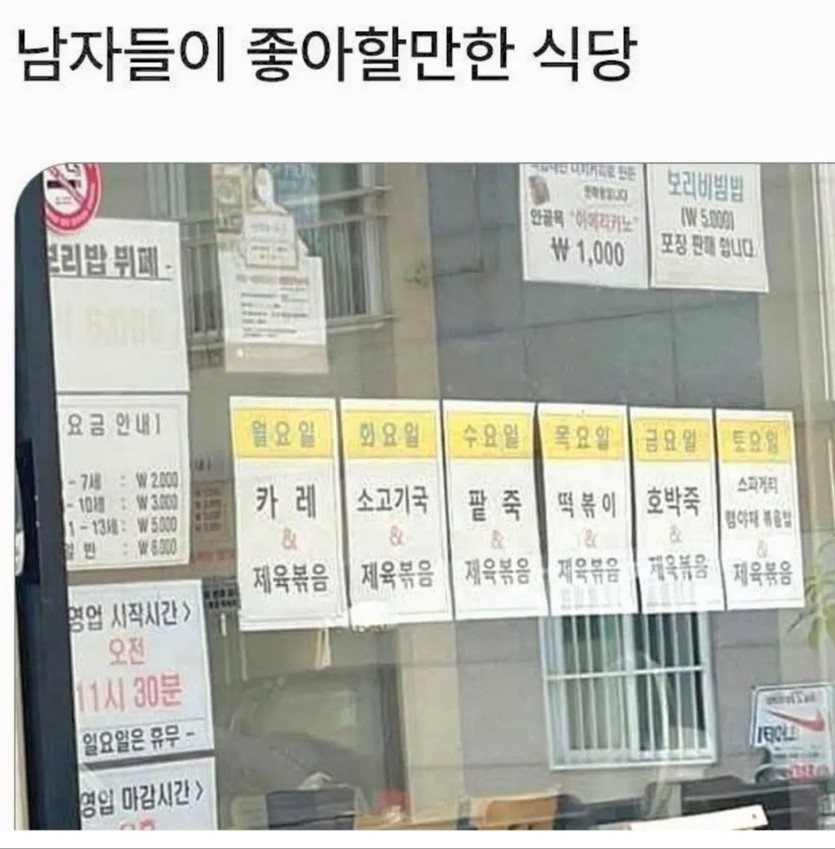 남자들이 좋아할만한 식당
보리비빔밥
(₩ 5,000)
포장 판매 합니다.
안골목 "아메리카노"
₩ 1,000
보리밥 뷔페 -
6,000
요금 안내]
- 7세 : ₩ 2,000
- 10세 : ₩ 3,000
1 - 13세 : ₩ 5,000
일 반 : ₩ 6,000
월요일
카 레
&
제육볶음
화요일
소고기국
&
제육볶음
수요일
팥 죽
&
제육볶음
목요일
떡볶이
&
제육볶음
금요일
호박죽
&
제육볶음
토요일
스파게티
햄야채 볶음밥
&
제육볶음
영업 시작시간 >
오전
11시 30분
일요일은 휴무 -
영업 마감시간 >